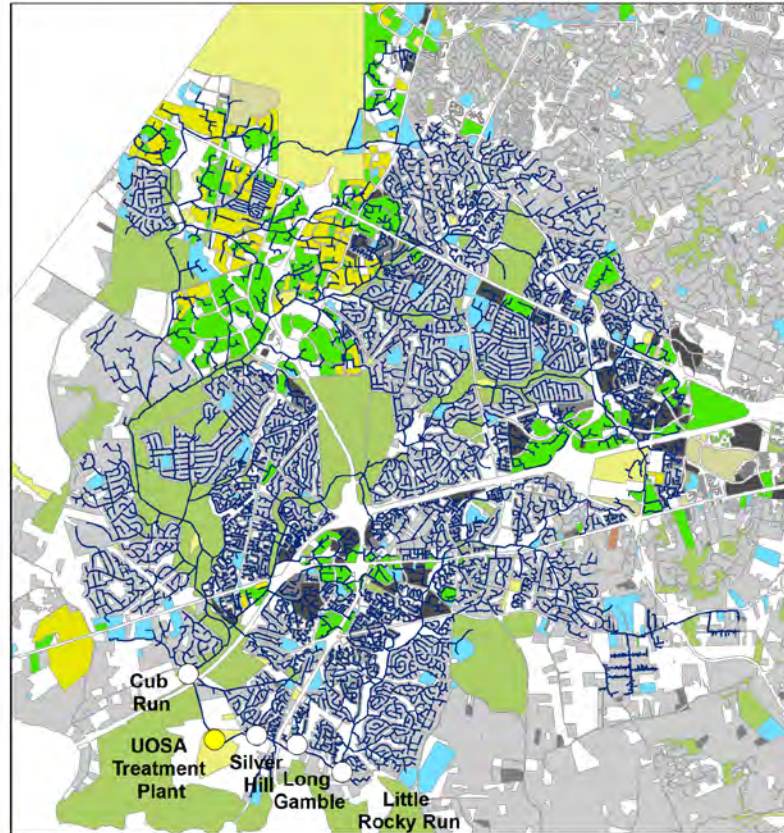 Cub
Run
UOSA
Treatment
Plant
Silver
Hill
Long
Gamble
Little
Rocky Run